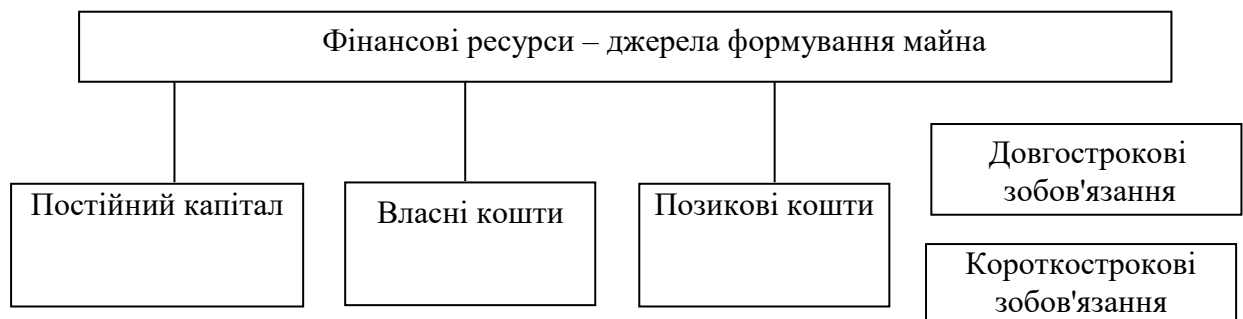 Фінансові ресурси – джерела формування майна
Постійний капітал
Власні кошти
Позикові кошти
Довгострокові
зобов'язання
Короткострокові
зобов'язання